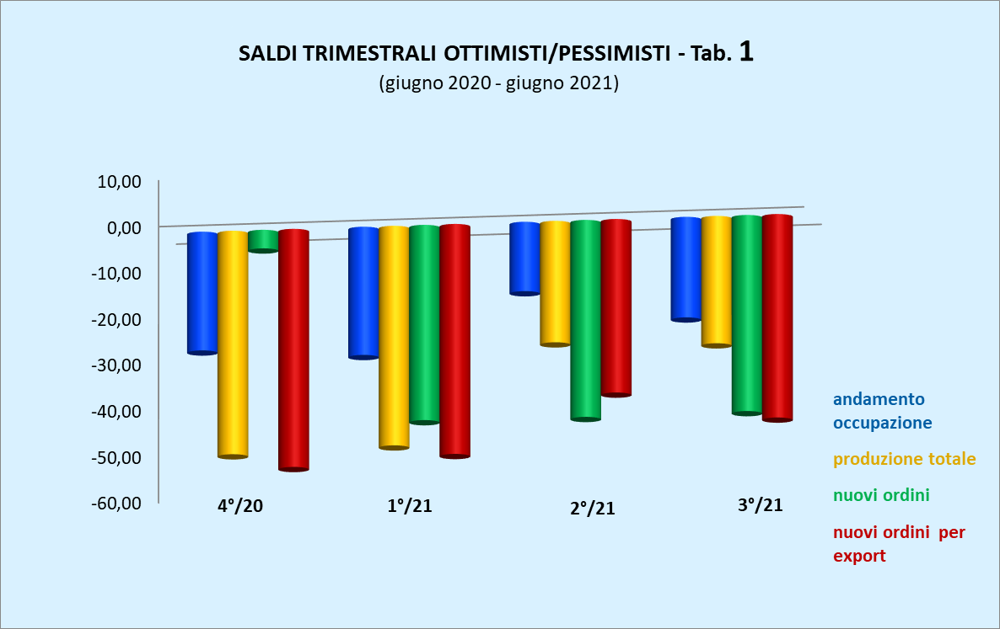 SALDI TRIMESTRALI OTTIMISTI/PESSIMISTI - Tab. 1
(giugno 2020 - giugno 2021)
10,00
0,00
-10,00
-20,00
-30,00
-40,00
-50,00
-60,00
4°/20
1°/21
2°/21
3°/21
andamento
occupazione
produzione totale
nuovi ordini
nuovi ordini per
export